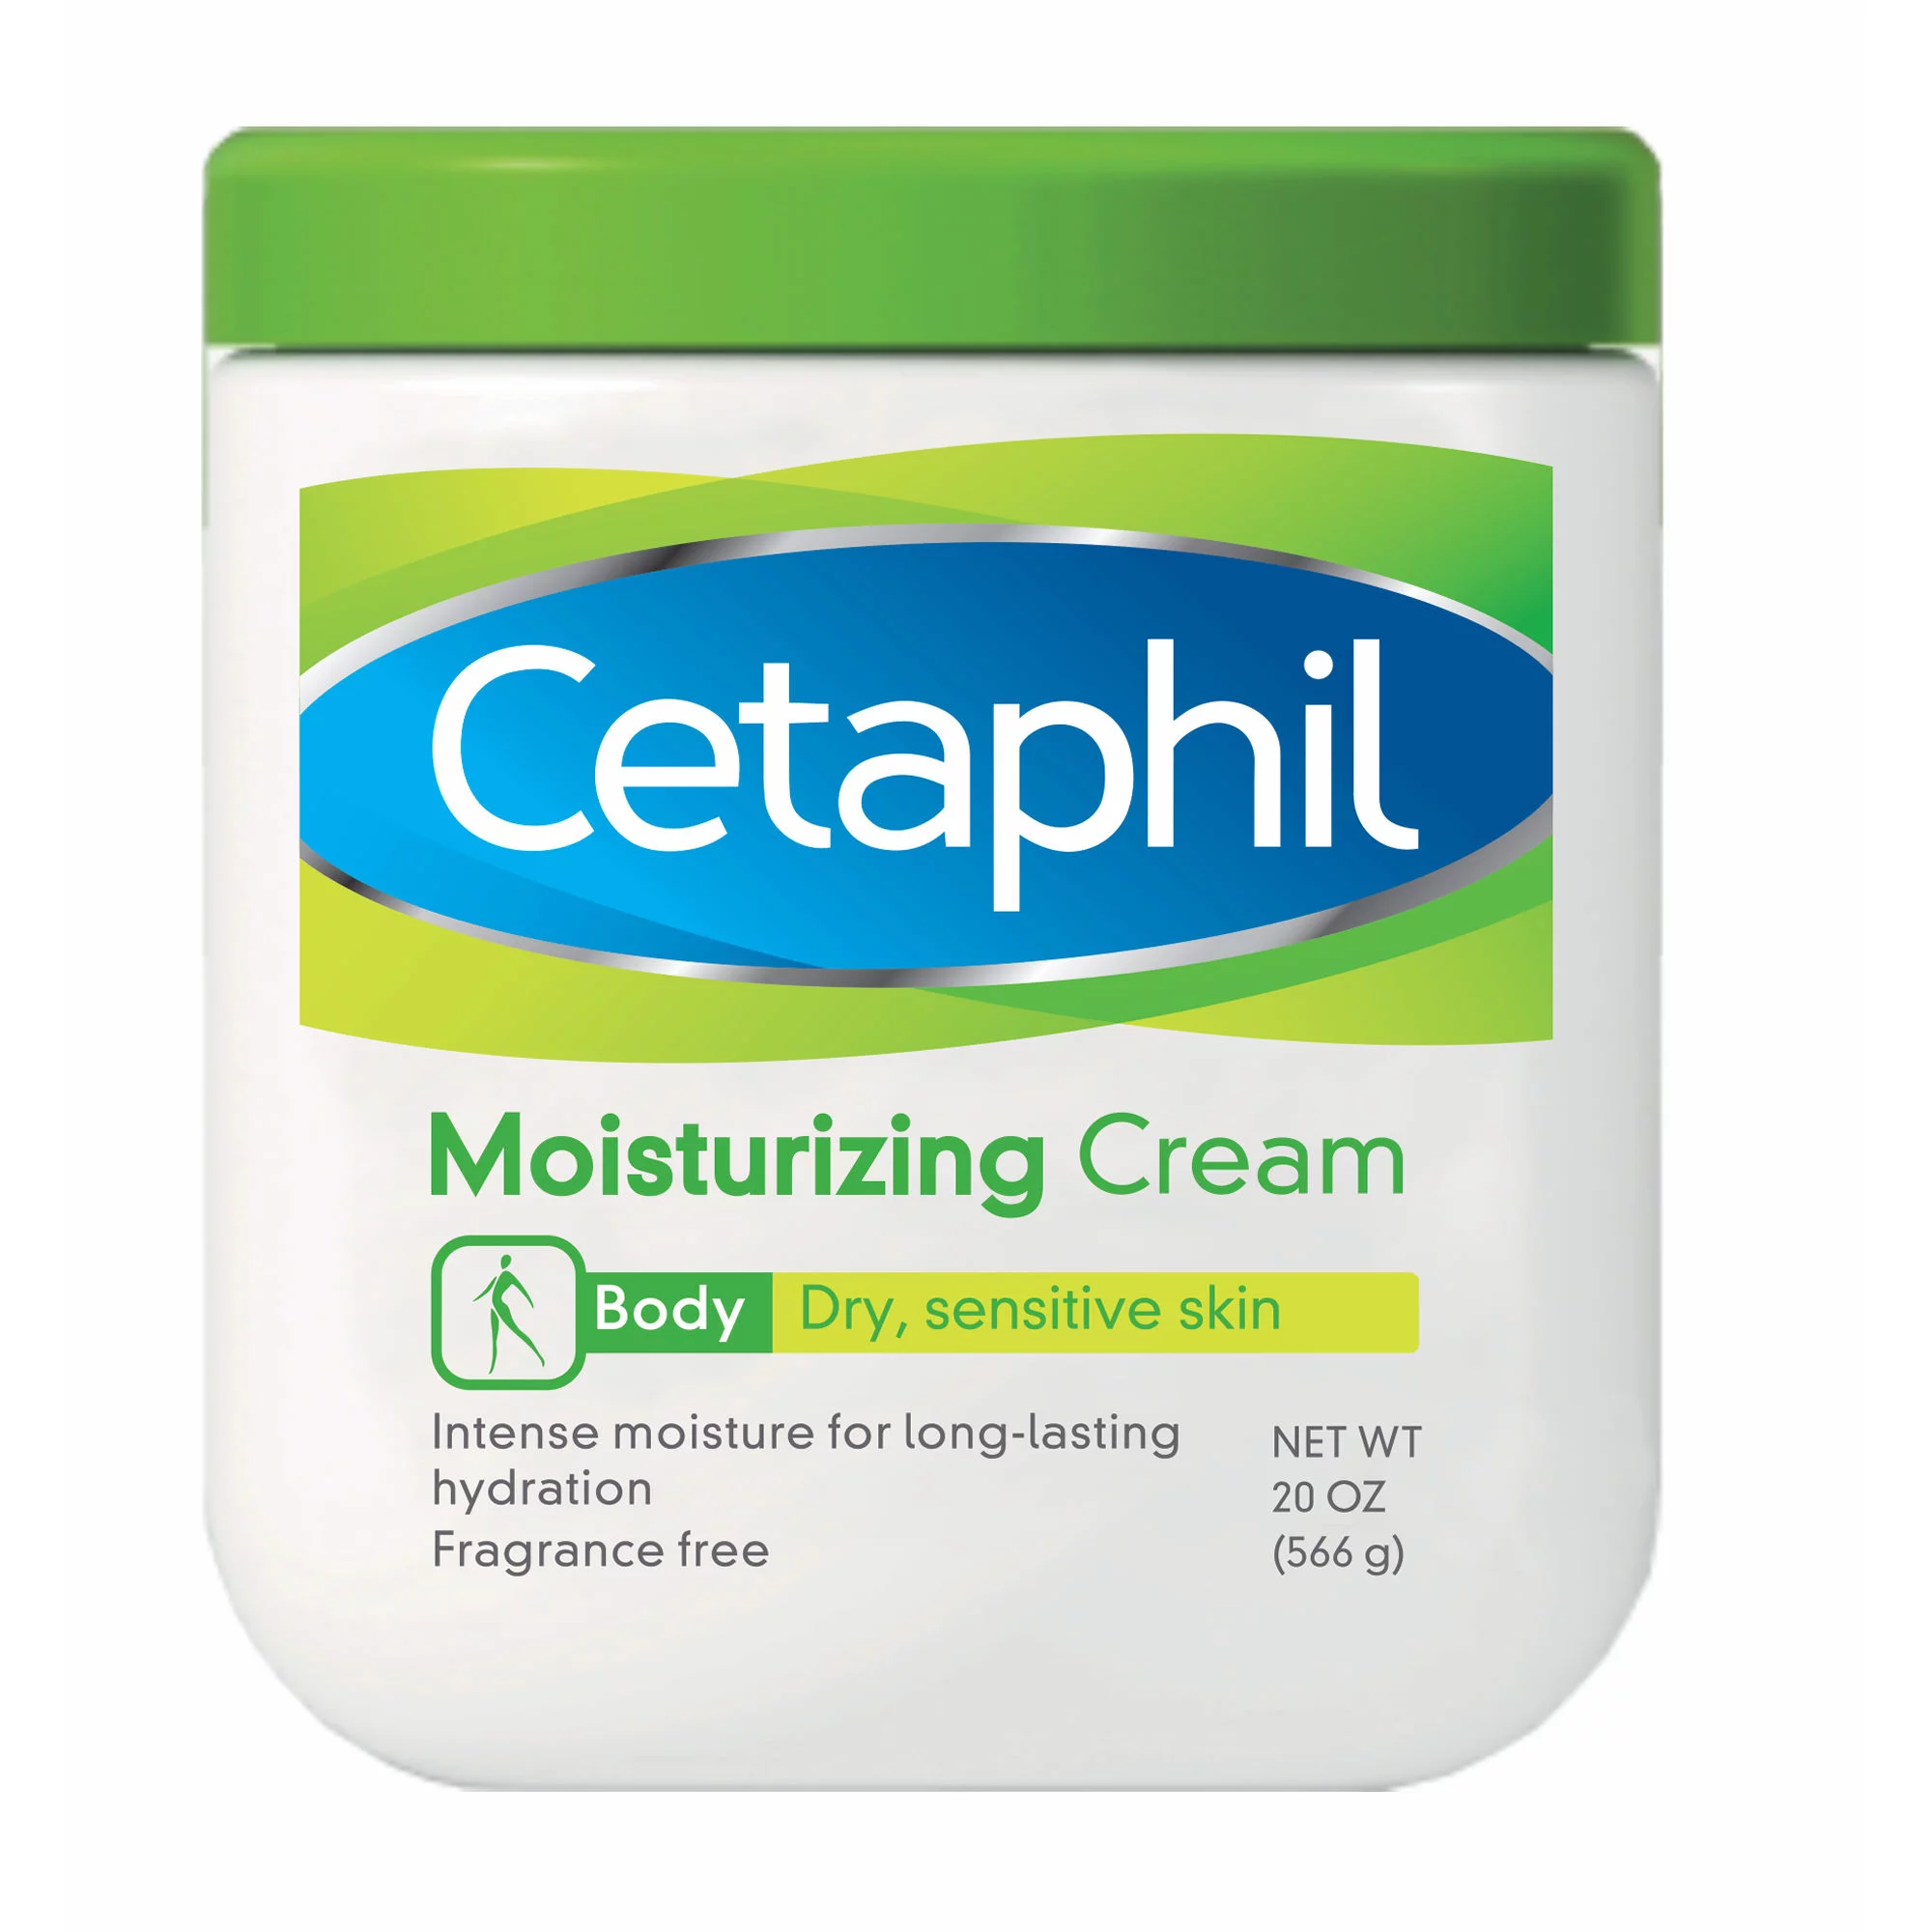 Cetaphil
Moisturizing Cream
Body Dry, sensitive skin
Intense moisture for long-lasting
hydration
Fragrance free
NET WT
20 OZ
(566 g)